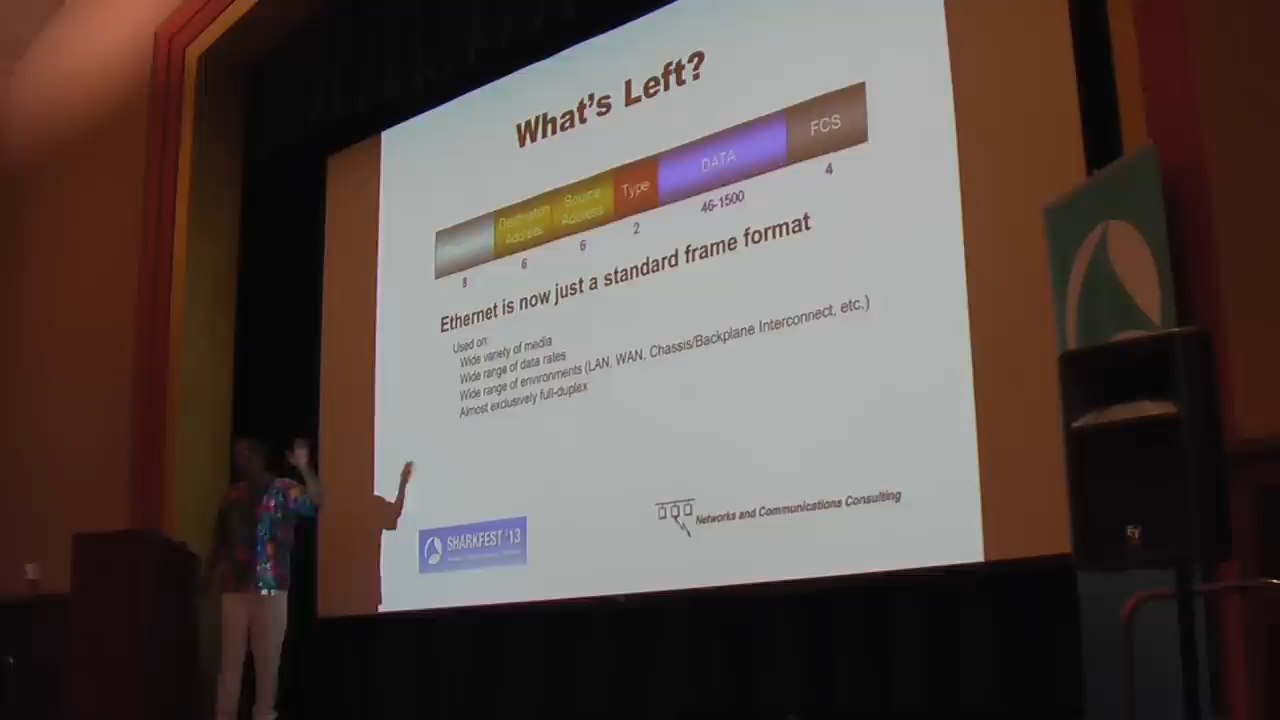 What's Left?
Destination Address
Source Address
Type
DATA
FCS
8
6
6
2
46-1500
4
Ethernet is now just a standard frame format
Used on:
Wide variety of media
Wide range of data rates
Wide range of environments (LAN, WAN, Chassis/Backplane Interconnect, etc.)
Almost exclusively full-duplex
SHARKFEST '13
Networks and Communications Consulting
EV